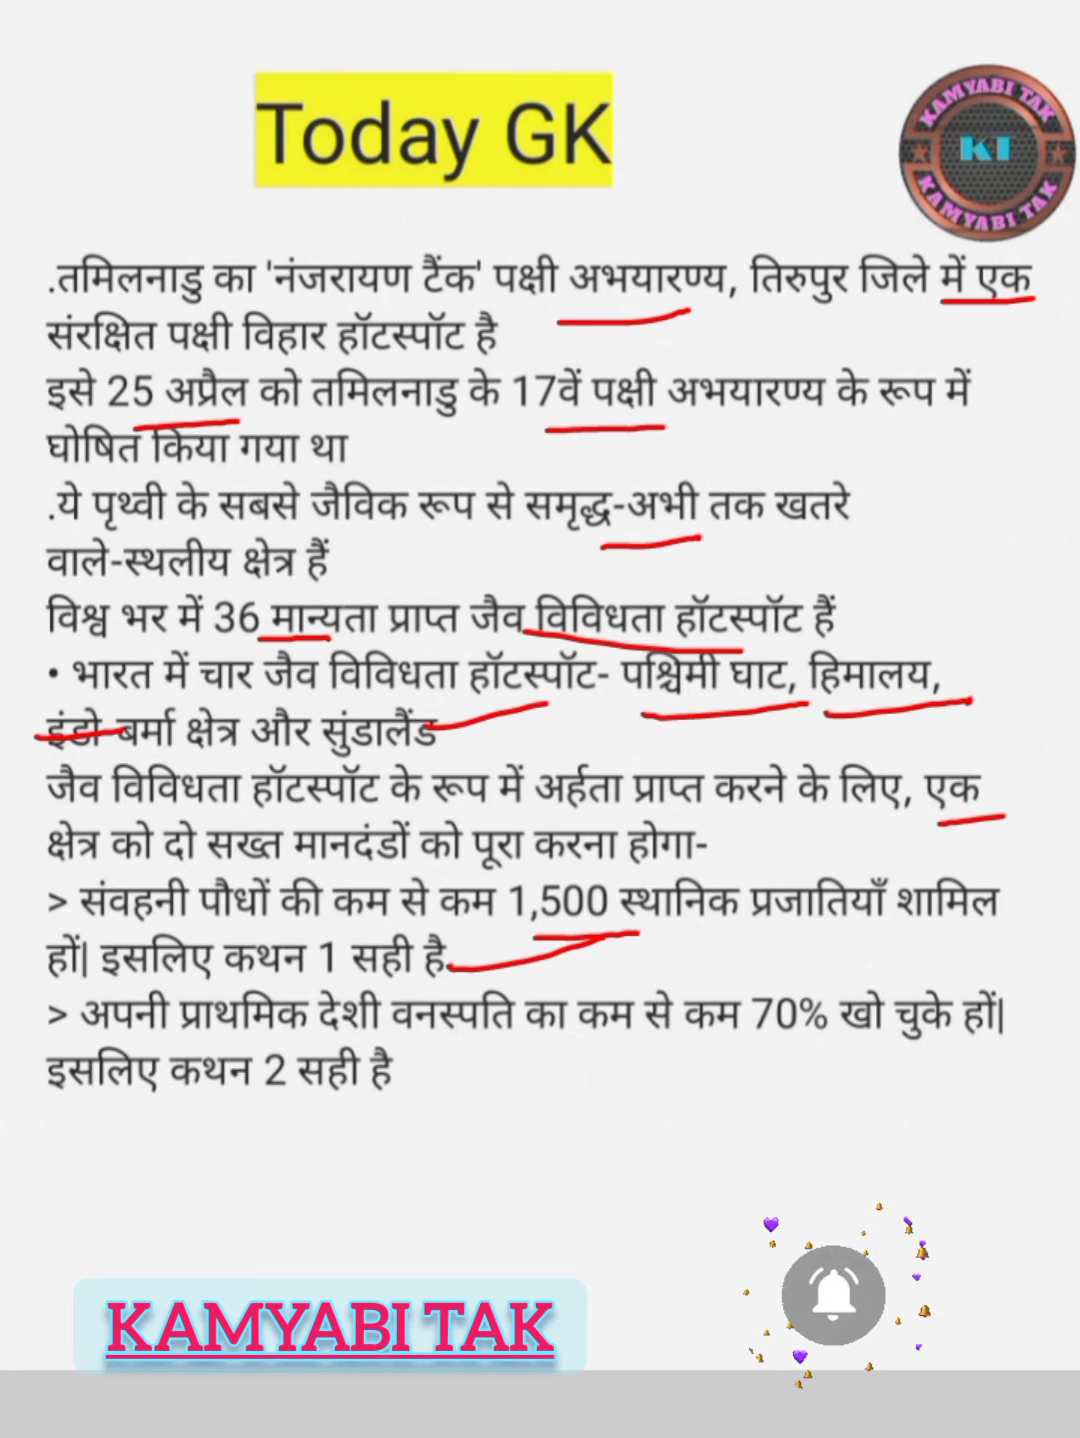 Today GK
KAMYABI TAK
KI
KAMYABI TAK
.तमिलनाडु का 'नंजरायण टैंक' पक्षी अभयारण्य, तिरुपुर जिले में एक
संरक्षित पक्षी विहार हॉटस्पॉट है
इसे 25 अप्रैल को तमिलनाडु के 17वें पक्षी अभयारण्य के रूप में
घोषित किया गया था
.ये पृथ्वी के सबसे जैविक रूप से समृद्ध-अभी तक खतरे
वाले-स्थलीय क्षेत्र हैं
विश्व भर में 36 मान्यता प्राप्त जैव विविधता हॉटस्पॉट हैं
• भारत में चार जैव विविधता हॉटस्पॉट- पश्चिमी घाट, हिमालय,
इंडो-बर्मा क्षेत्र और सुंडालैंड
जैव विविधता हॉटस्पॉट के रूप में अर्हता प्राप्त करने के लिए, एक
क्षेत्र को दो सख्त मानदंडों को पूरा करना होगा-
> संवहनी पौधों की कम से कम 1,500 स्थानिक प्रजातियाँ शामिल
हों| इसलिए कथन 1 सही है
> अपनी प्राथमिक देशी वनस्पति का कम से कम 70% खो चुके हों|
इसलिए कथन 2 सही है
KAMYABI TAK